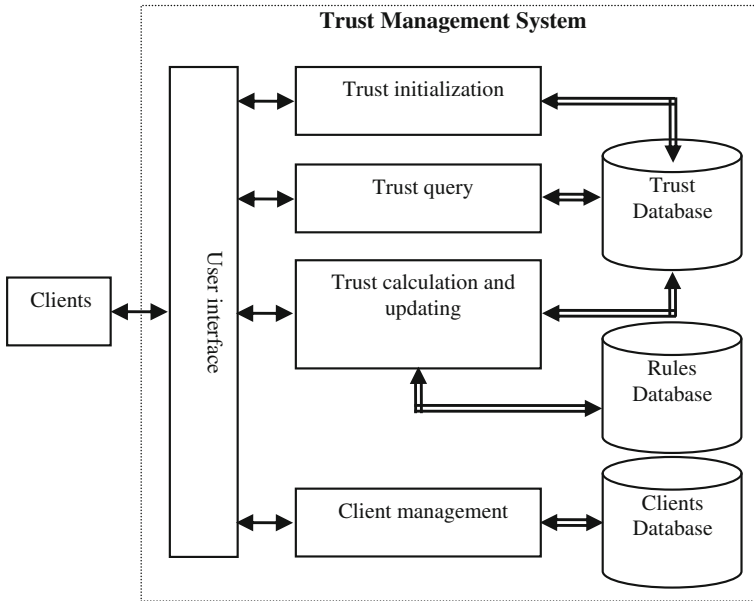 Trust Management System
Trust initialization
Trust query
Trust
Database
Clients
User interface
Trust calculation and
updating
Rules
Database
Client management
Clients
Database